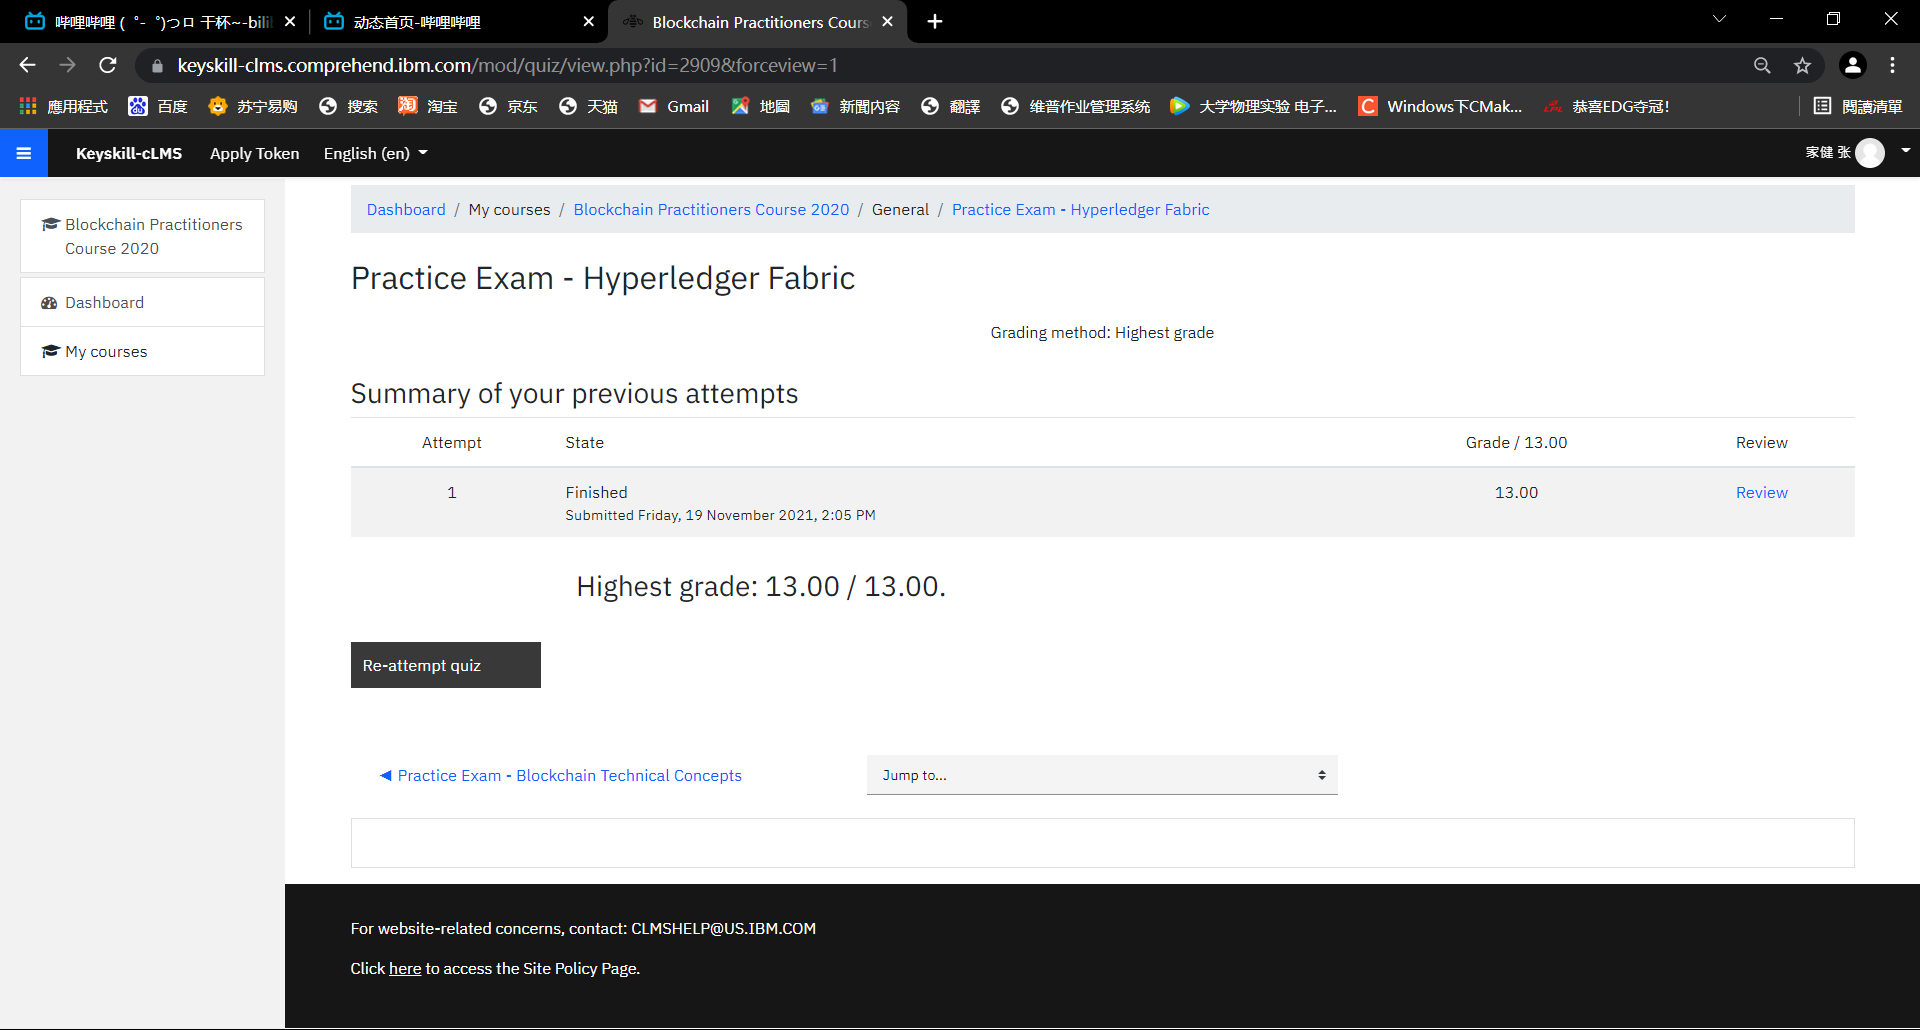 哔哩哔哩 (゜-゜)つロ 干杯~-bili
动态首页-哔哩哔哩
Blockchain Practitioners Cours
keyskill-clms.comprehend.ibm.com/mod/quiz/view.php?id=2909&forceview=1
應用程式 百度 苏宁易购 搜索 淘宝 京东 天猫 Gmail 地圖 新聞內容 翻譯 维普作业管理系统 大学物理实验 电子... Windows下CMak... 恭喜EDG夺冠! 閱讀清單
Keyskill-cLMS Apply Token English (en) 家健 张
Blockchain Practitioners
Course 2020
Dashboard
My courses
Dashboard / My courses / Blockchain Practitioners Course 2020 / General / Practice Exam - Hyperledger Fabric
Practice Exam - Hyperledger Fabric
Grading method: Highest grade
Summary of your previous attempts
Attempt State Grade / 13.00 Review
1 Finished 13.00 Review
Submitted Friday, 19 November 2021, 2:05 PM
Highest grade: 13.00 / 13.00.
Re-attempt quiz
◀ Practice Exam - Blockchain Technical Concepts
Jump to...
For website-related concerns, contact: CLMSHELP@US.IBM.COM
Click here to access the Site Policy Page.